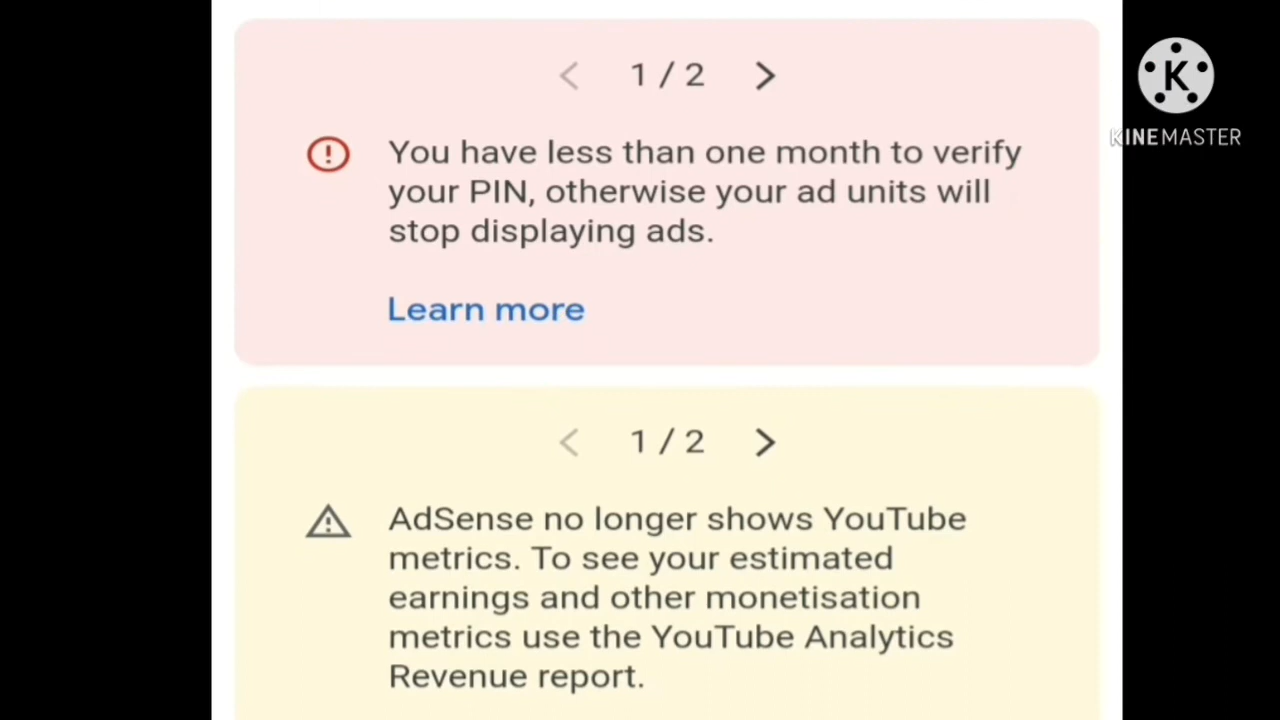 1 / 2
You have less than one month to verify
your PIN, otherwise your ad units will
stop displaying ads.
Learn more
1 / 2
AdSense no longer shows YouTube
metrics. To see your estimated
earnings and other monetisation
metrics use the YouTube Analytics
Revenue report.
K
KINEMASTER